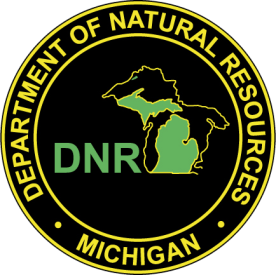 DEPARTMENT OF NATURAL RESOURCES
DNR
• MICHIGAN •